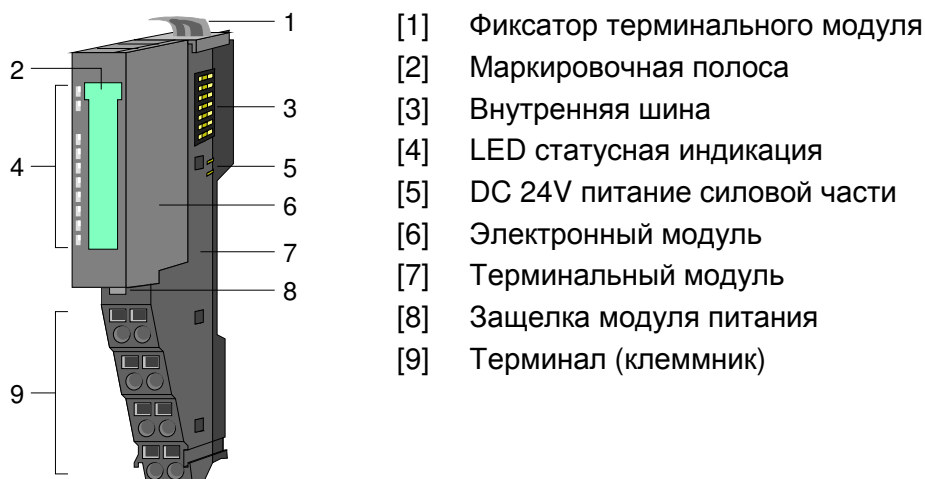 1
2
3
4
5
6
7
8
9
[1] Фиксатор терминального модуля
[2] Маркировочная полоса
[3] Внутренняя шина
[4] LED статусная индикация
[5] DC 24V питание силовой части
[6] Электронный модуль
[7] Терминальный модуль
[8] Защелка модуля питания
[9] Терминал (клеммник)